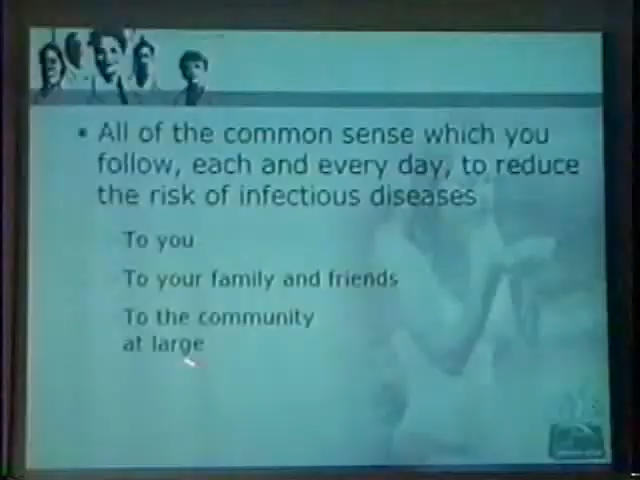 • All of the common sense which you
follow, each and every day, to reduce
the risk of infectious diseases
To you
To your family and friends
To the community
at large